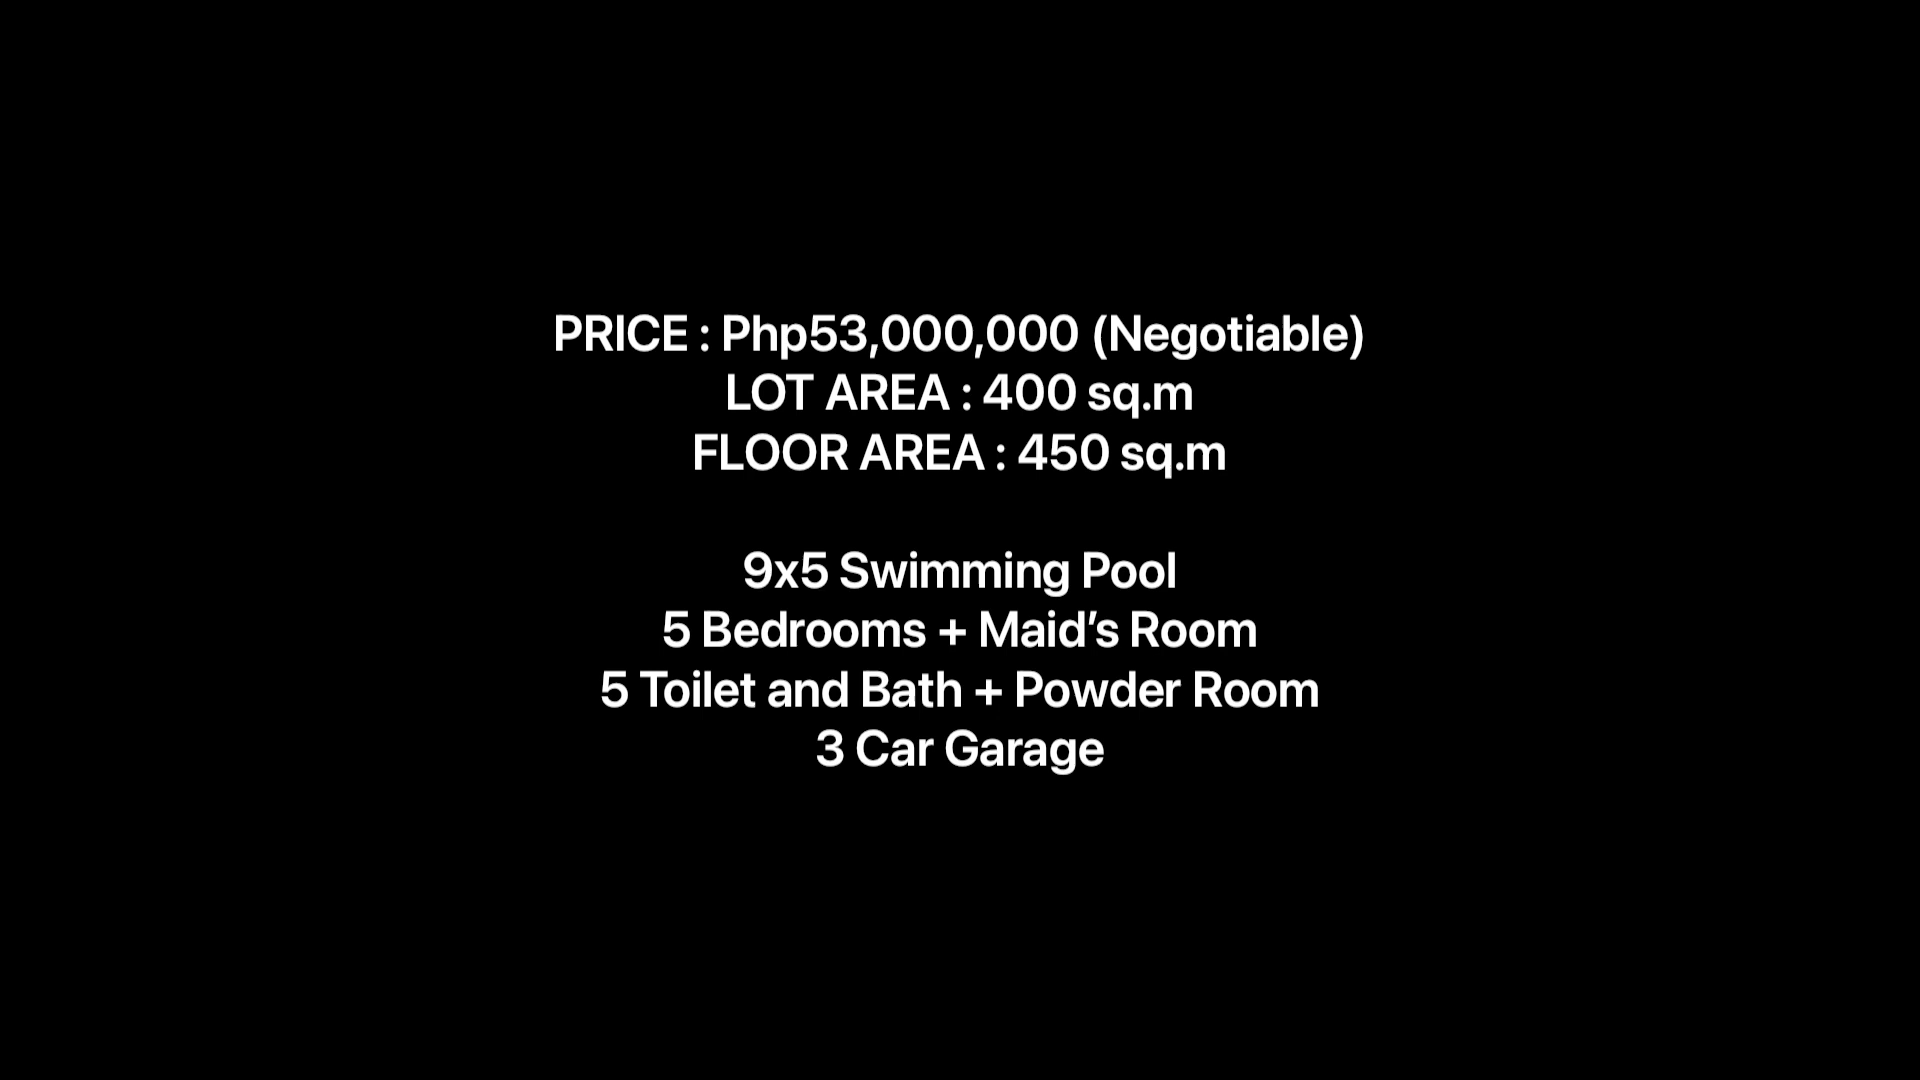 PRICE : Php53,000,000 (Negotiable)
LOT AREA : 400 sq.m
FLOOR AREA : 450 sq.m
9x5 Swimming Pool
5 Bedrooms + Maid’s Room
5 Toilet and Bath + Powder Room
3 Car Garage